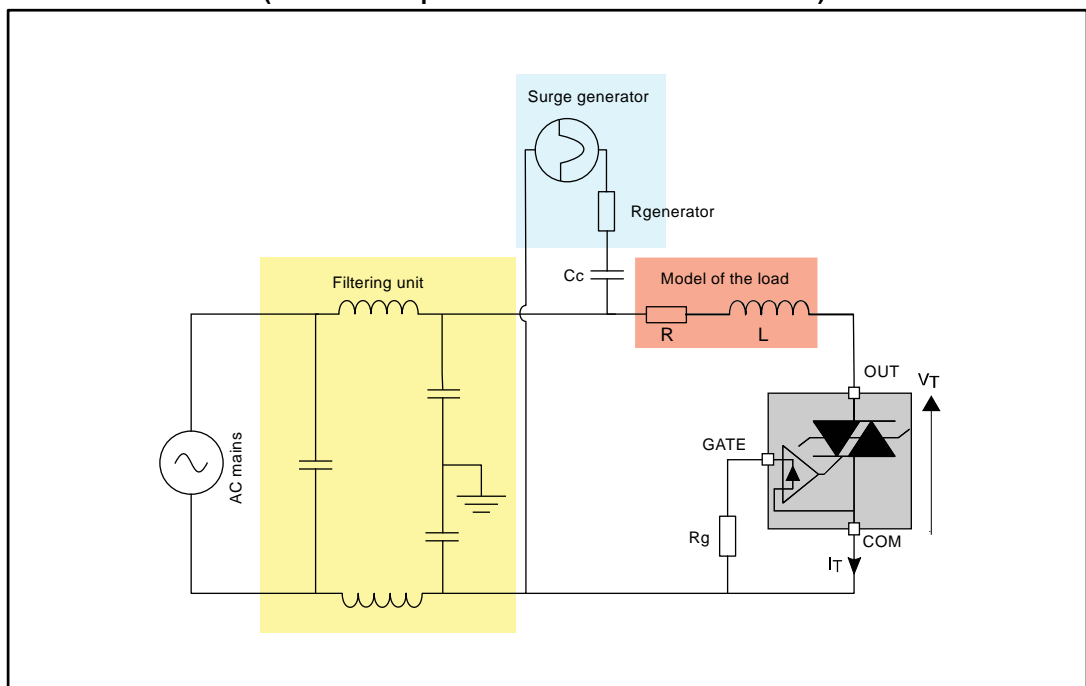 Surge generator
Rgenerator
Cc
Filtering unit
Model of the load
R
L
OUT
VT
GATE
AC mains
Rg
COM
IT